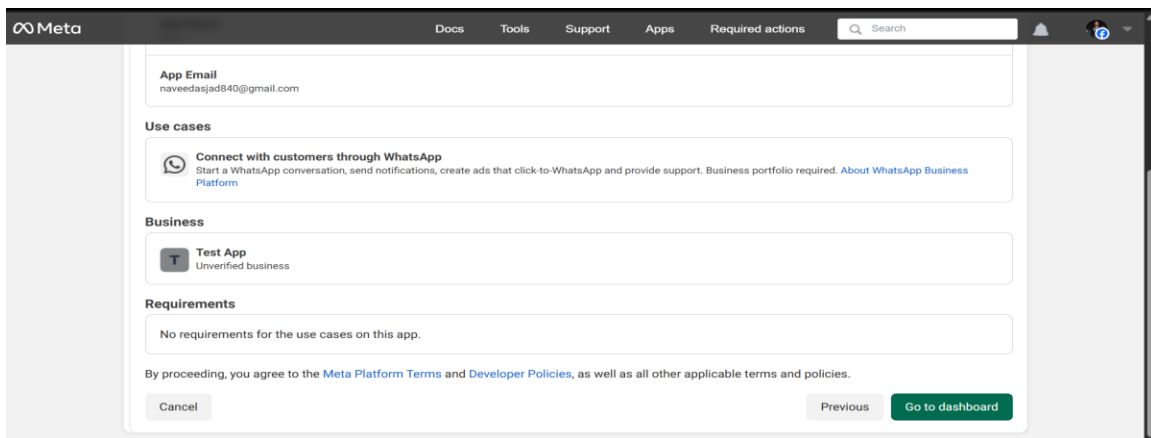 Meta
Docs Tools Support Apps Required actions Search
App Email
naveedasjad840@gmail.com
Use cases
Connect with customers through WhatsApp
Start a WhatsApp conversation, send notifications, create ads that click-to-WhatsApp and provide support. Business portfolio required. About WhatsApp Business
Platform
Business
T
Test App
Unverified business
Requirements
No requirements for the use cases on this app.
By proceeding, you agree to the Meta Platform Terms and Developer Policies, as well as all other applicable terms and policies.
Cancel Previous Go to dashboard